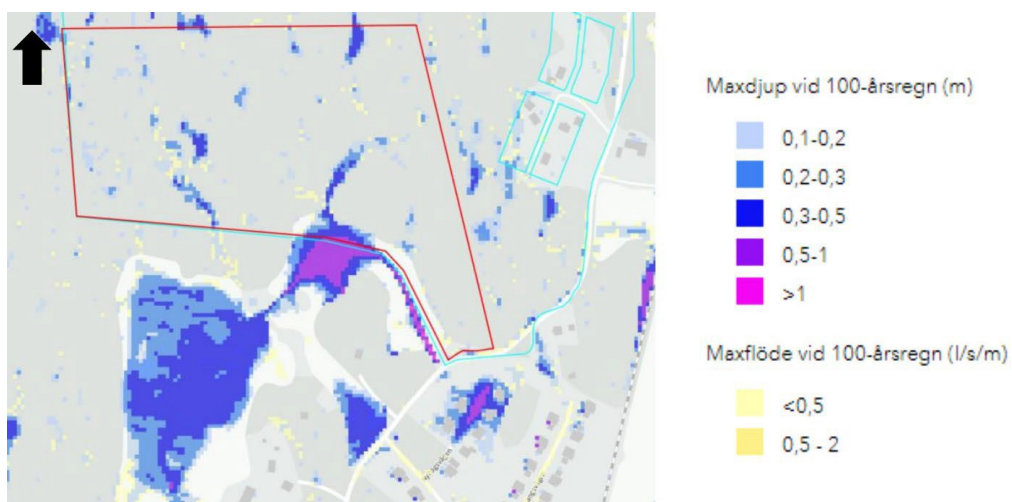 Maxdjup vid 100-årsregn (m)
0,1-0,2
0,2-0,3
0,3-0,5
0,5-1
>1
Maxflöde vid 100-årsregn (l/s/m)
<0,5
0,5 - 2